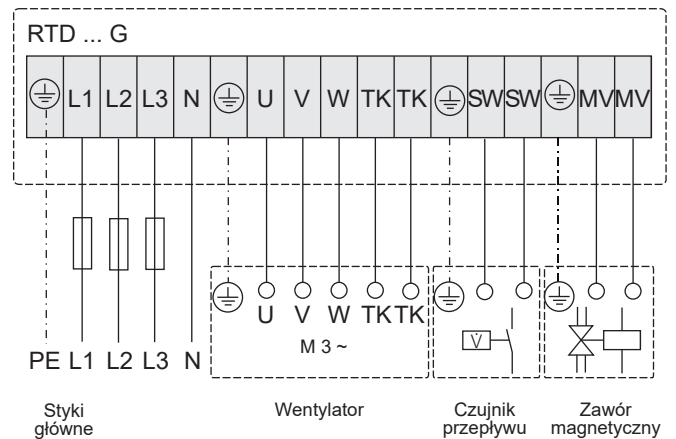 RTD ... G
L1 L2 L3 N U V W TK TK SW SW MV MV
U V W TK TK
M 3 ~
V̇
PE L1 L2 L3 N
Styki
główne
Wentylator
Czujnik
przepływu
Zawór
magnetyczny